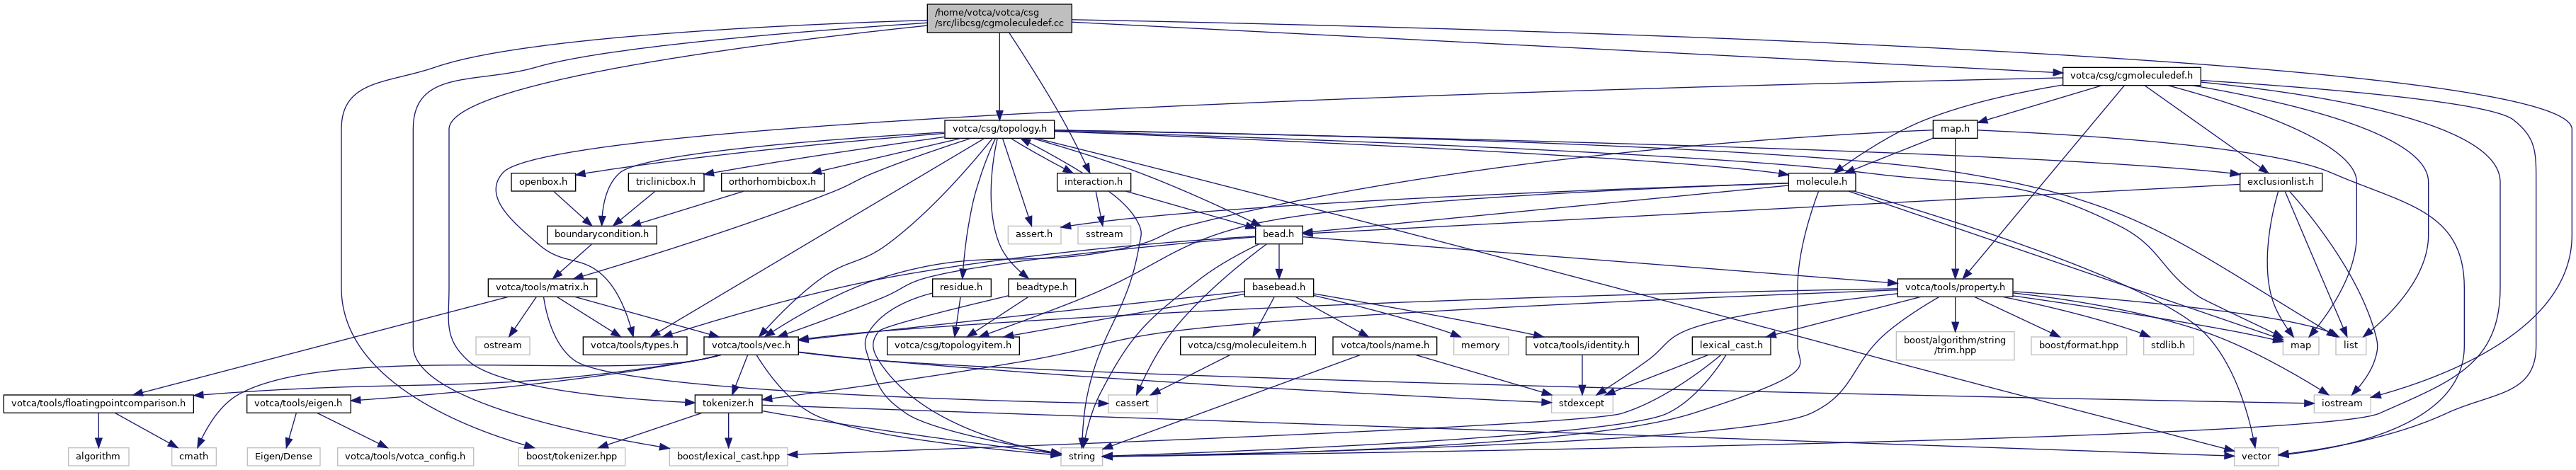 /home/votca/votca/csg
/src/libcsg/cgmoleculedef.cc
votca/csg/cgmoleculedef.h
votca/csg/topology.h
map.h
openbox.h
triclinicbox.h
orthorhombicbox.h
interaction.h
molecule.h
exclusionlist.h
boundarycondition.h
assert.h
sstream
bead.h
votca/tools/matrix.h
residue.h
beadtype.h
basebead.h
votca/tools/property.h
ostream
votca/tools/types.h
votca/tools/vec.h
votca/csg/topologyitem.h
votca/csg/moleculeitem.h
votca/tools/name.h
memory
votca/tools/identity.h
lexical_cast.h
boost/algorithm/string
/trim.hpp
boost/format.hpp
stdlib.h
map
list
votca/tools/floatingpointcomparison.h
votca/tools/eigen.h
tokenizer.h
cassert
stdexcept
iostream
algorithm
cmath
Eigen/Dense
votca/tools/votca_config.h
boost/tokenizer.hpp
boost/lexical_cast.hpp
string
vector